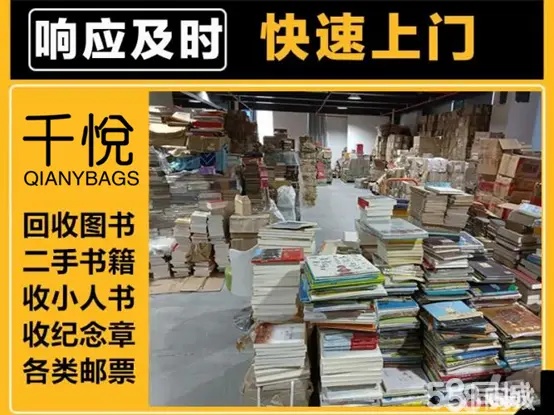 响应及时 快速上门
千悦
QIANYBAGS
回收图书
二手书籍
收小人书
收纪念章
各类邮票
58同城